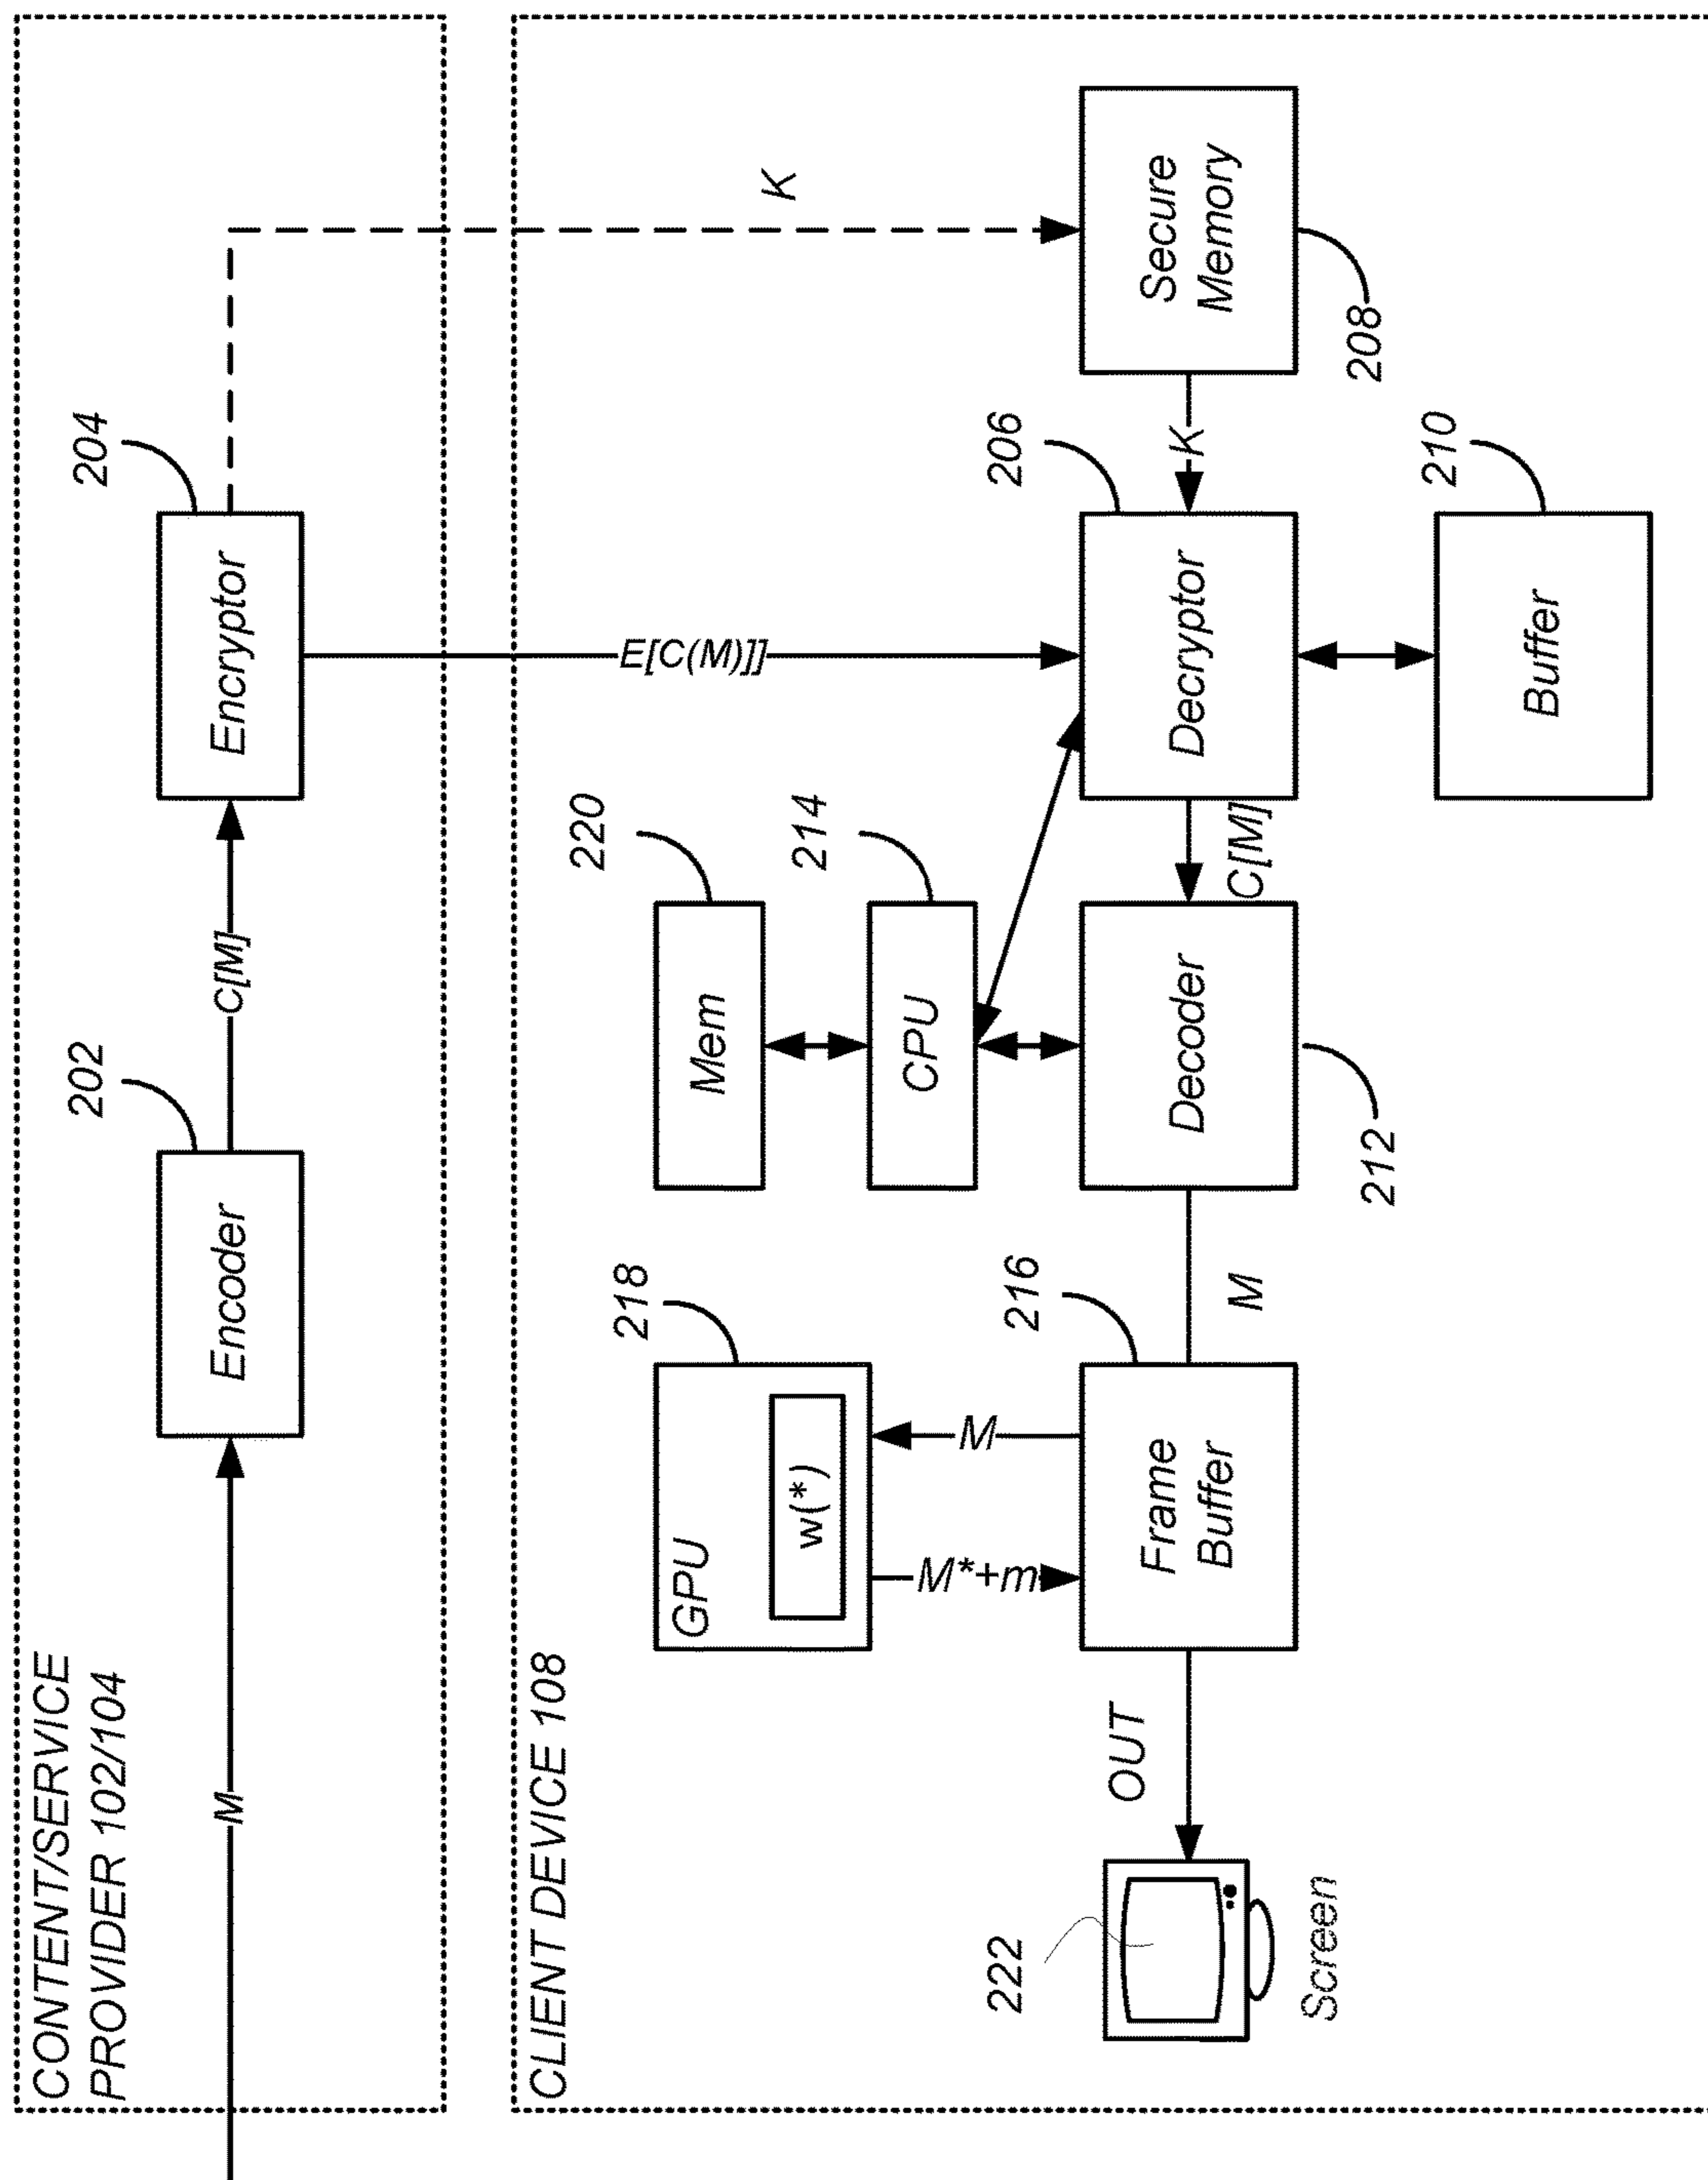 CONTENT/SERVICE
PROVIDER 102/104
M
202
Encoder
C[M]
204
Encryptor
K
E[C(M)]]
CLIENT DEVICE 108
218
GPU
w(*)
220
Mem
214
CPU
M
M*+m
222
Screen
OUT
216
Frame
Buffer
M
Decoder
212
C[M]
206
Decryptor
K
Secure
Memory
208
210
Buffer